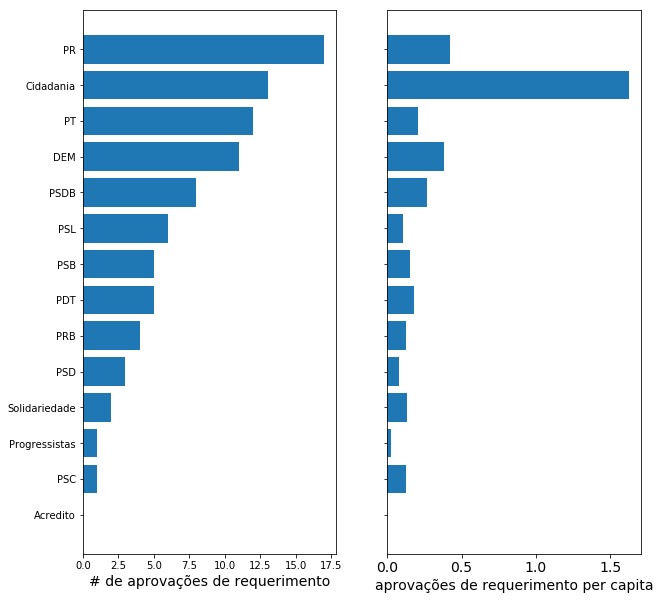 PR
Cidadania
PT
DEM
PSDB
PSL
PSB
PDT
PRB
PSD
Solidariedade
Progressistas
PSC
Acredito
0.0 2.5 5.0 7.5 10.0 12.5 15.0 17.5
# de aprovações de requerimento
0.0 0.5 1.0 1.5
aprovações de requerimento per capita